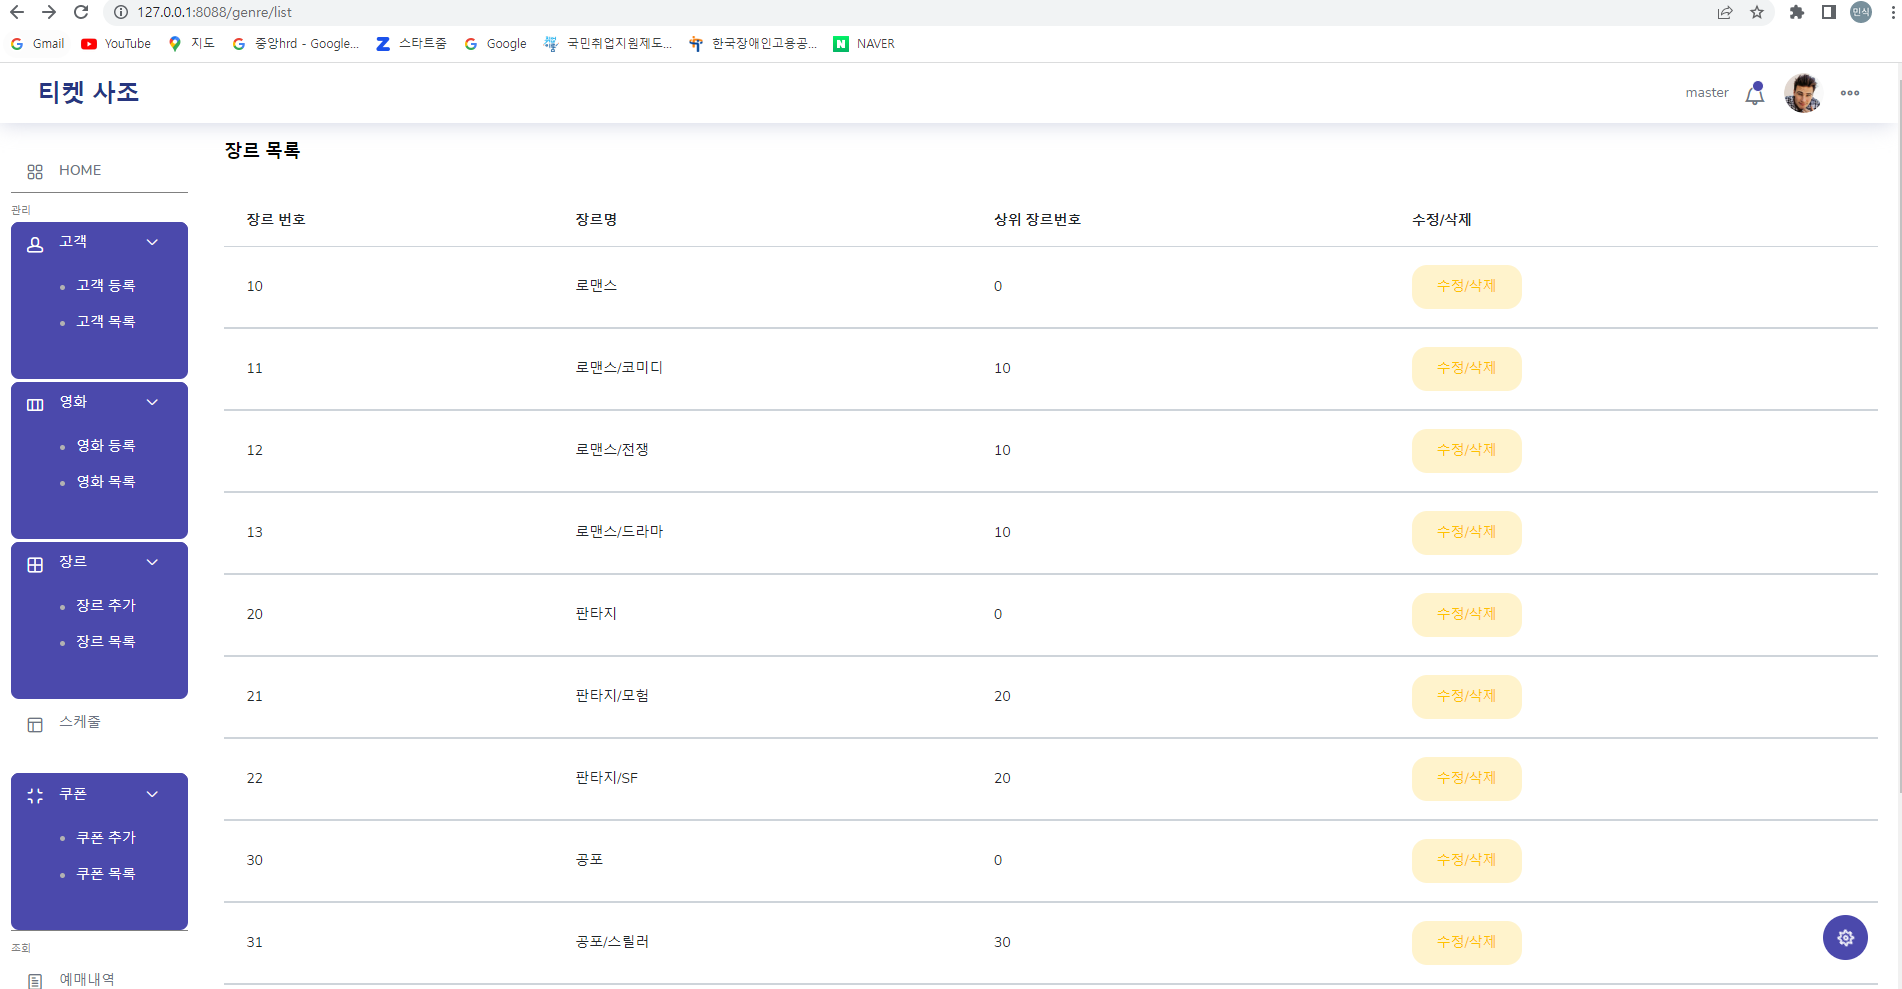 127.0.0.1:8088/genre/list
민식
Gmail YouTube 지도 중앙hrd - Google... 스타트줌 Google 국민취업지원제도... 한국장애인고용공... NAVER
티켓 사조
master
HOME
관리
고객
고객 등록
고객 목록
영화
영화 등록
영화 목록
장르
장르 추가
장르 목록
스케줄
쿠폰
쿠폰 추가
쿠폰 목록
조회
예매내역
장르 목록
장르 번호 장르명 상위 장르번호 수정/삭제
10 로맨스 0 수정/삭제
11 로맨스/코미디 10 수정/삭제
12 로맨스/전쟁 10 수정/삭제
13 로맨스/드라마 10 수정/삭제
20 판타지 0 수정/삭제
21 판타지/모험 20 수정/삭제
22 판타지/SF 20 수정/삭제
30 공포 0 수정/삭제
31 공포/스릴러 30 수정/삭제